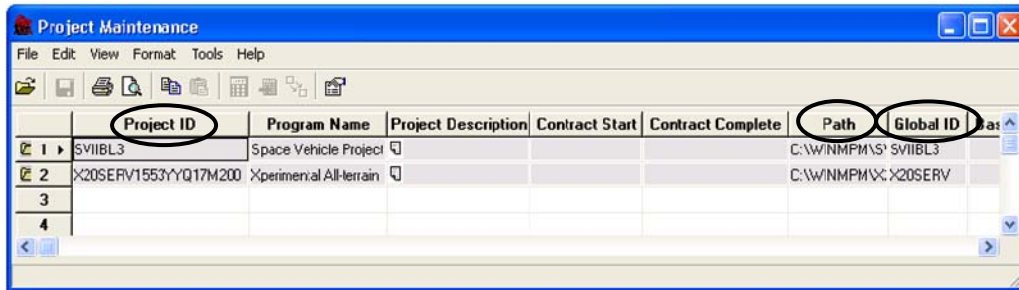 Project Maintenance
File Edit View Format Tools Help
Project ID Program Name Project Description Contract Start Contract Complete Path Global ID Bas
1 SVIIBL3 Space Vehicle Project C:\WINMPM\S SVIIBL3
2 X20SERV1553YYQ17M200 Xperimental All-terrain C:\WINMPM\X X20SERV
3
4